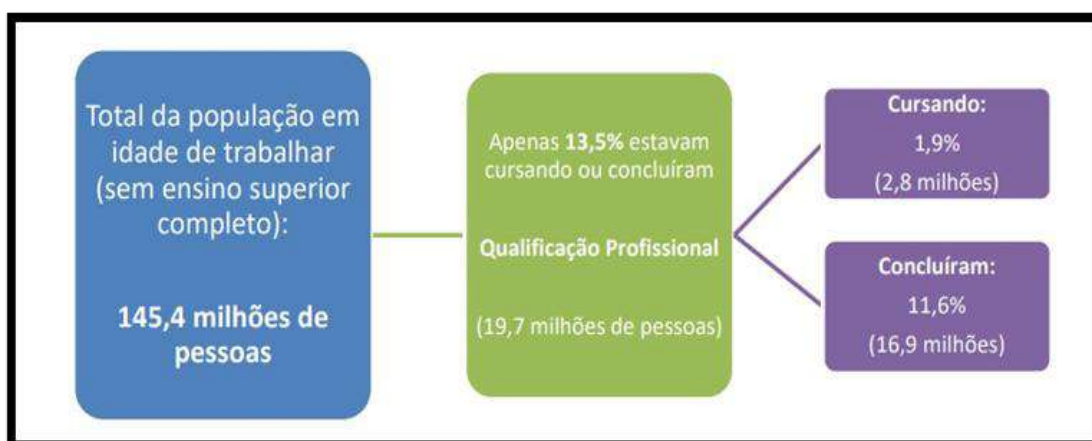 Total da população em
idade de trabalhar
(sem ensino superior
completo):
145,4 milhões de
pessoas
Apenas 13,5% estavam
cursando ou concluíram
Qualificação Profissional
(19,7 milhões de pessoas)
Cursando:
1,9%
(2,8 milhões)
Concluíram:
11,6%
(16,9 milhões)